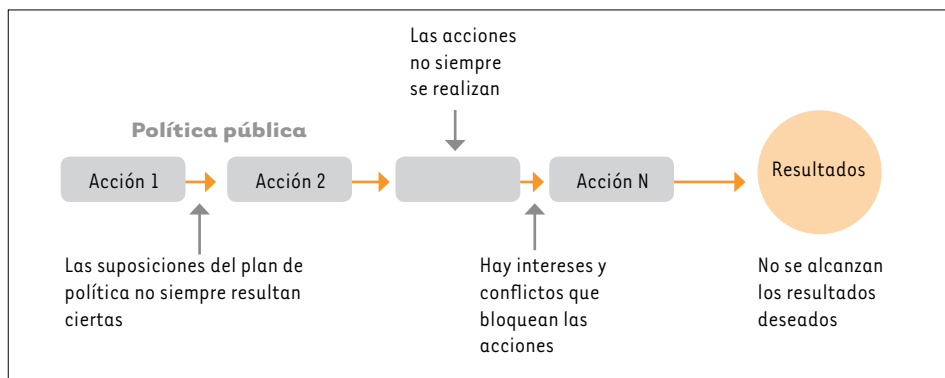 Las acciones
no siempre
se realizan
Política pública
Acción 1
Acción 2
Acción N
Resultados
Las suposiciones del plan de
política no siempre resultan
ciertas
Hay intereses y
conflictos que
bloquean las
acciones
No se alcanzan
los resultados
deseados